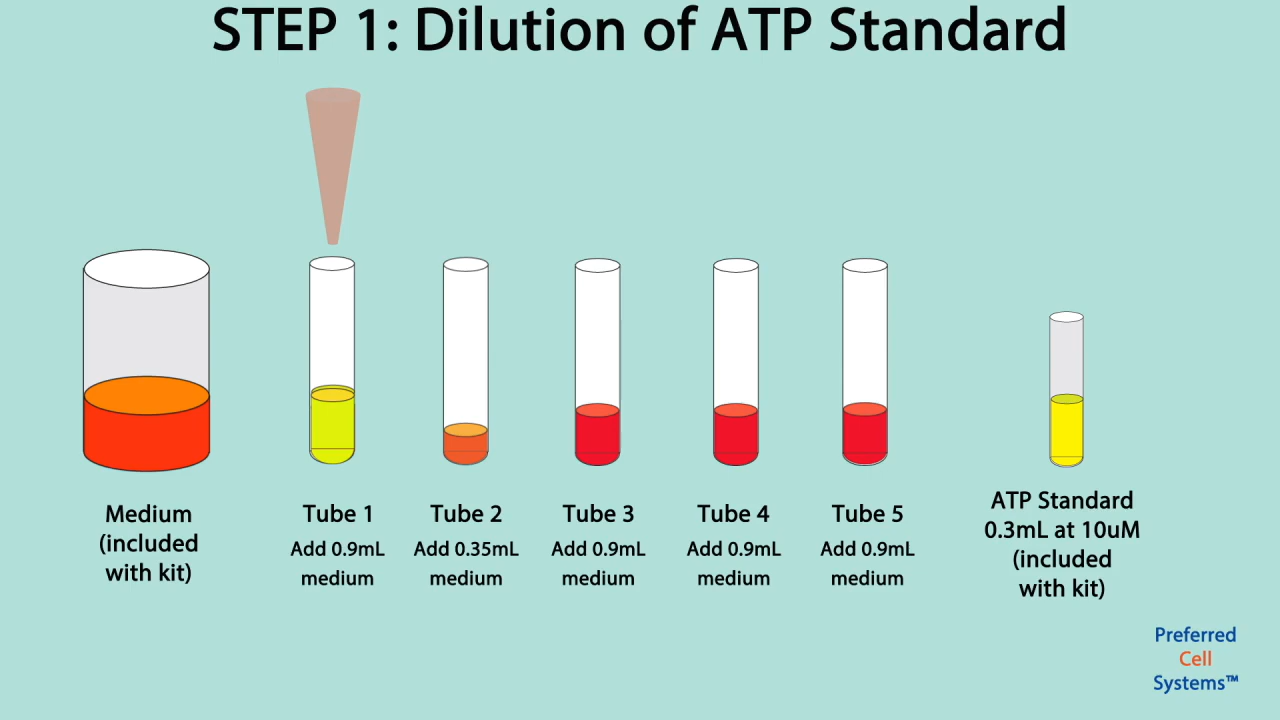 STEP 1: Dilution of ATP Standard
Medium
(included
with kit)
Tube 1
Add 0.9mL
medium
Tube 2
Add 0.35mL
medium
Tube 3
Add 0.9mL
medium
Tube 4
Add 0.9mL
medium
Tube 5
Add 0.9mL
medium
ATP Standard
0.3mL at 10uM
(included
with kit)
Preferred
Cell
Systems™